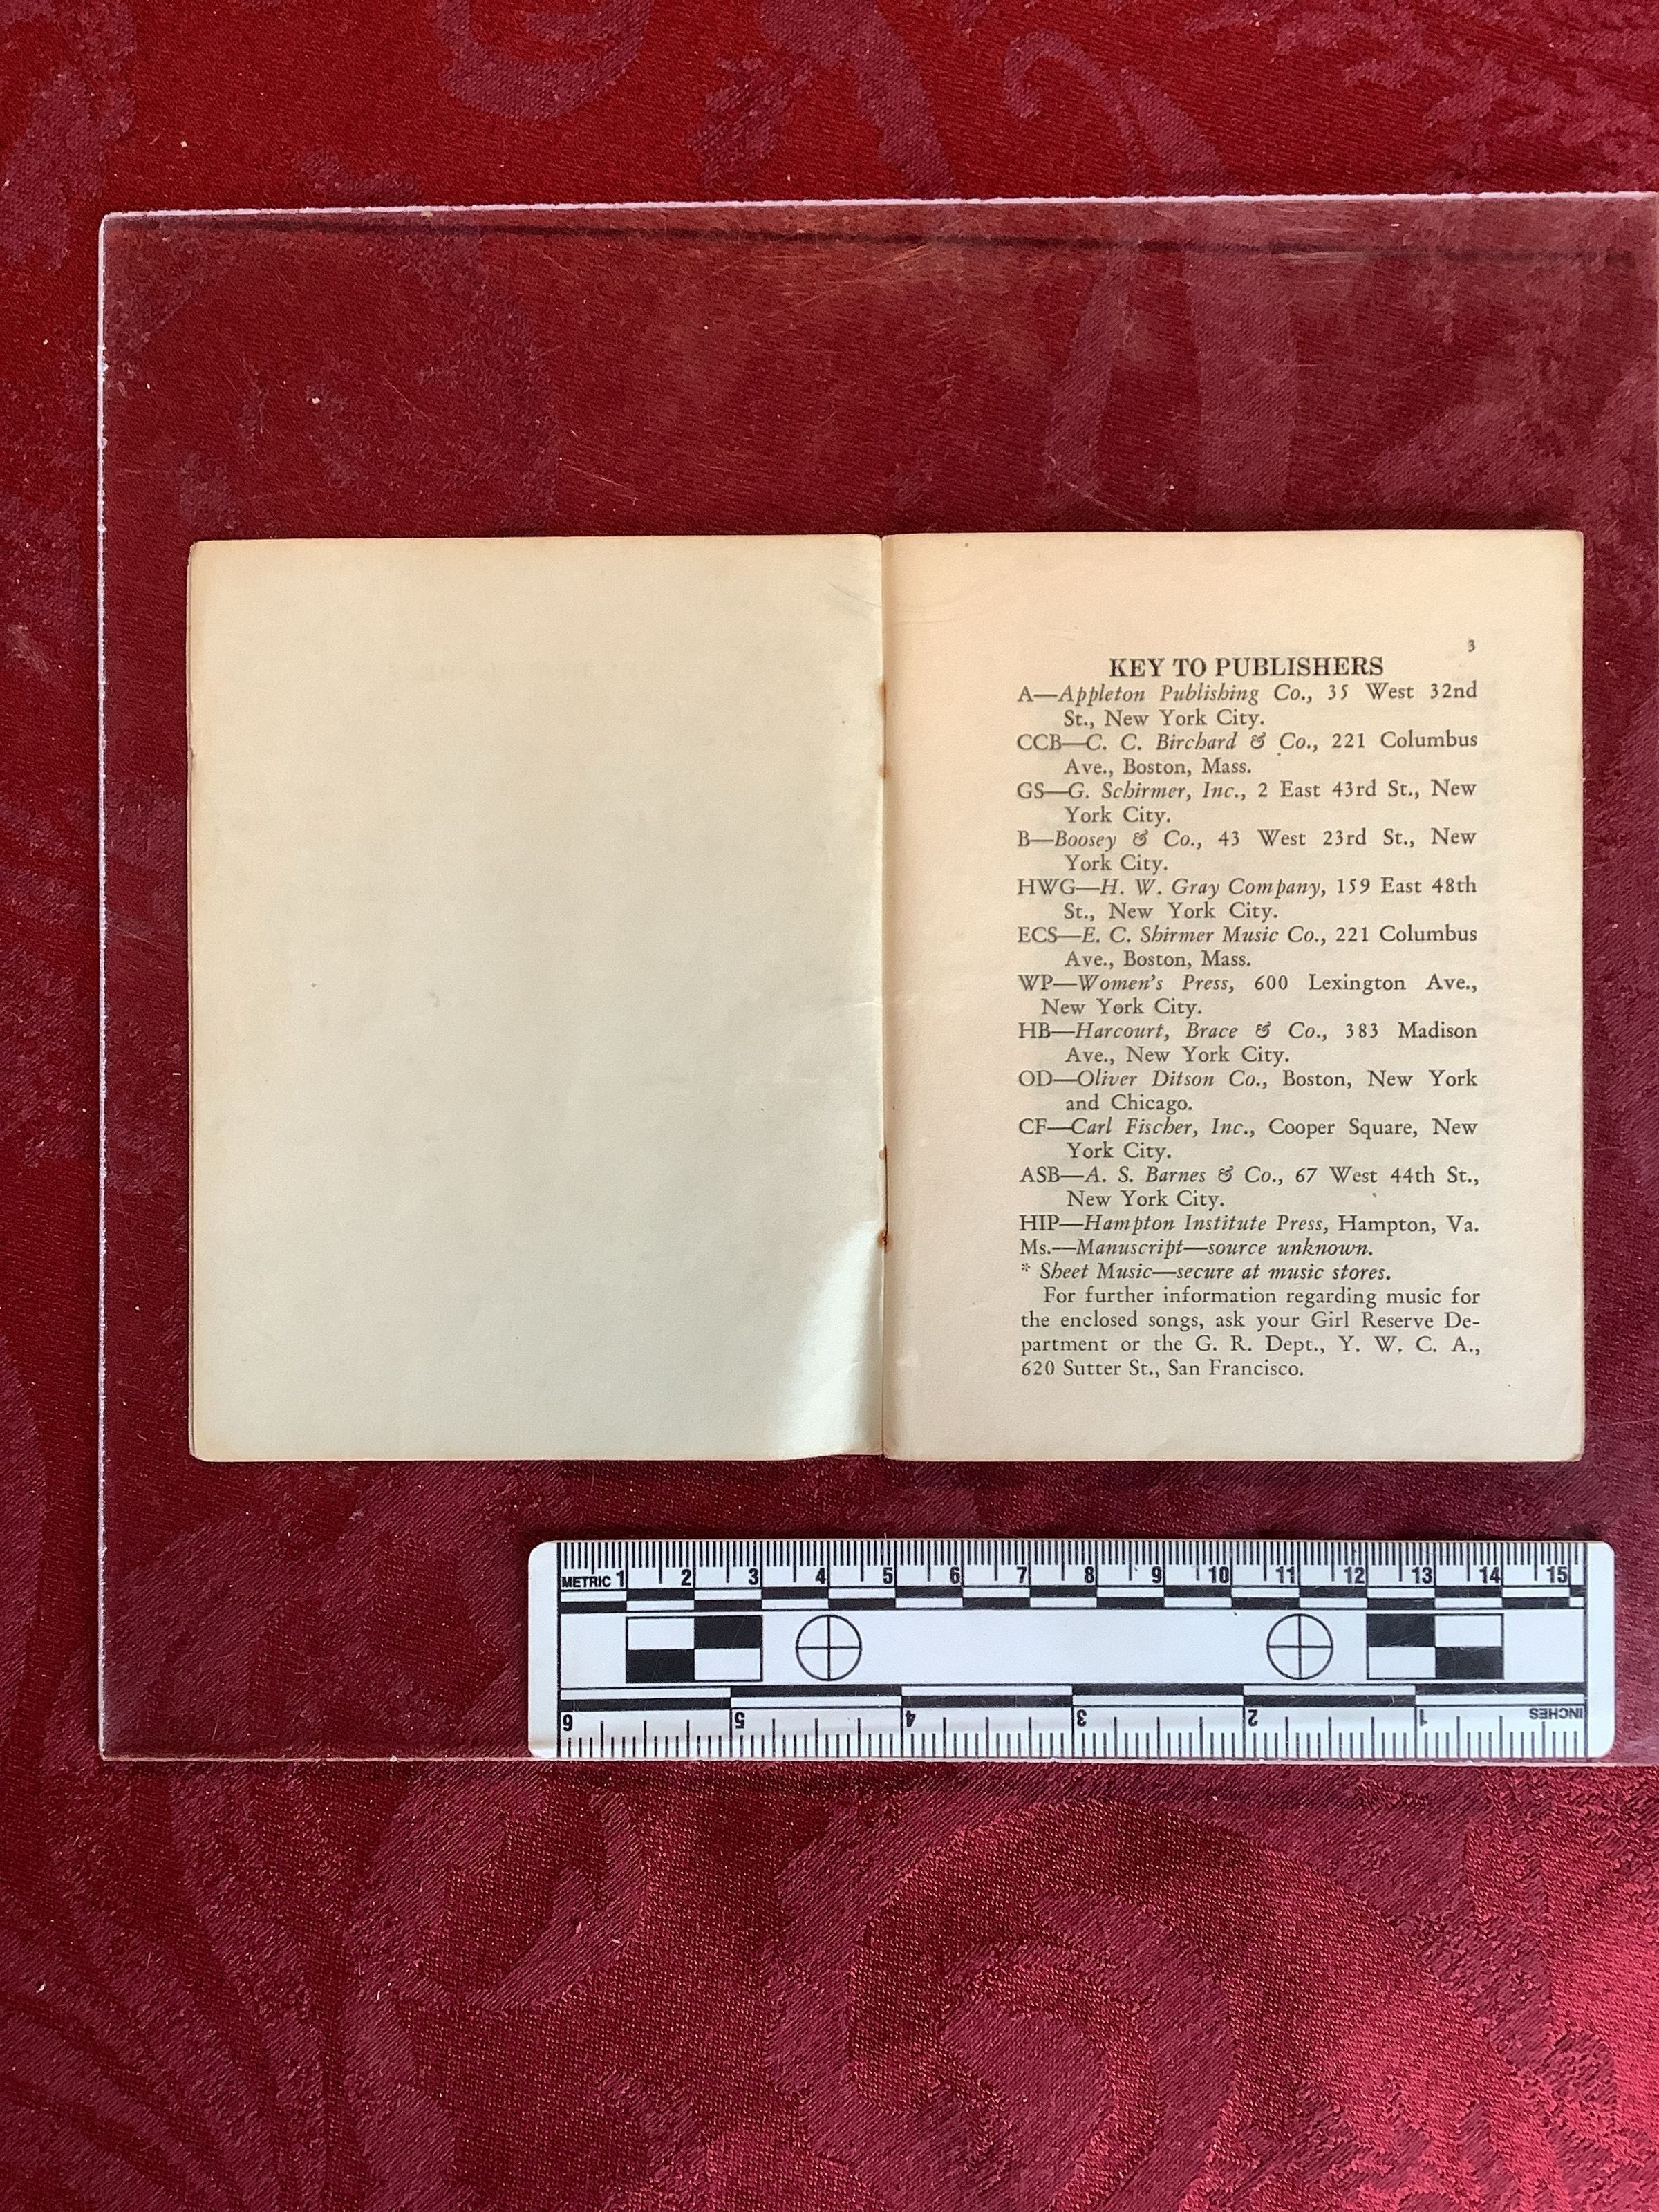 3
KEY TO PUBLISHERS
A—Appleton Publishing Co., 35 West 32nd
St., New York City.
CCB—C. C. Birchard & Co., 221 Columbus
Ave., Boston, Mass.
GS—G. Schirmer, Inc., 2 East 43rd St., New
York City.
B—Boosey & Co., 43 West 23rd St., New
York City.
HWG—H. W. Gray Company, 159 East 48th
St., New York City.
ECS—E. C. Shirmer Music Co., 221 Columbus
Ave., Boston, Mass.
WP—Women's Press, 600 Lexington Ave.,
New York City.
HB—Harcourt, Brace & Co., 383 Madison
Ave., New York City.
OD—Oliver Ditson Co., Boston, New York
and Chicago.
CF—Carl Fischer, Inc., Cooper Square, New
York City.
ASB—A. S. Barnes & Co., 67 West 44th St.,
New York City.
HIP—Hampton Institute Press, Hampton, Va.
Ms.—Manuscript—source unknown.
* Sheet Music—secure at music stores.
For further information regarding music for
the enclosed songs, ask your Girl Reserve De-
partment or the G. R. Dept., Y. W. C. A.,
620 Sutter St., San Francisco.
METRIC 1 2 3 4 5 6 7 8 9 10 11 12 13 14 15
6 5 4 3 2 1 INCHES